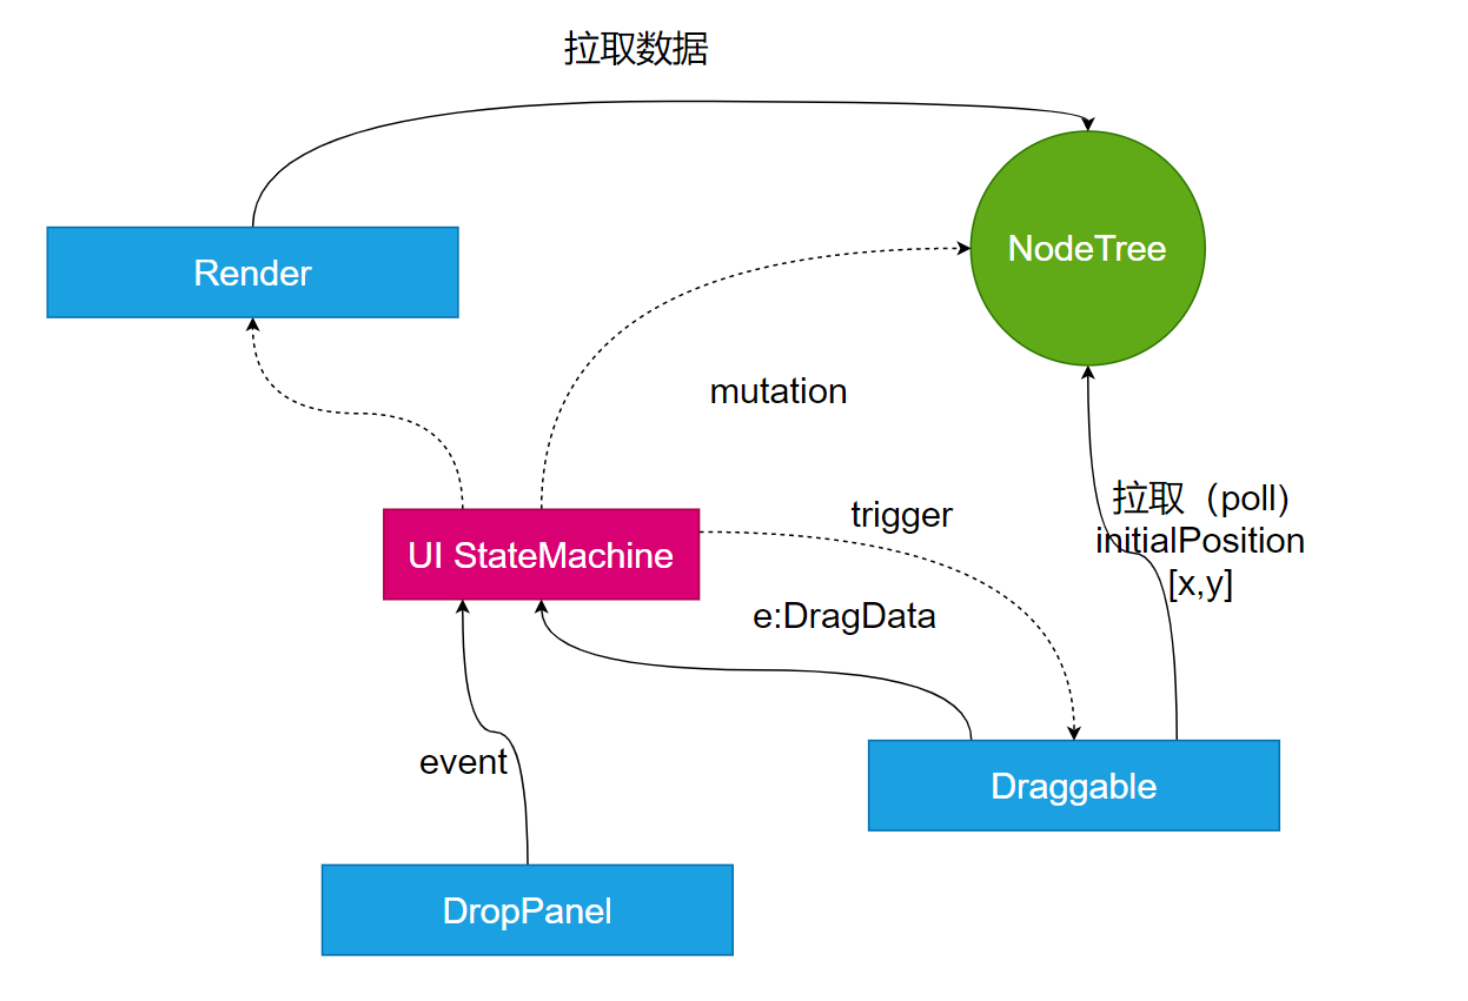 拉取数据
Render
NodeTree
mutation
拉取（poll）
initialPosition
[x,y]
trigger
UI StateMachine
e:DragData
event
Draggable
DropPanel